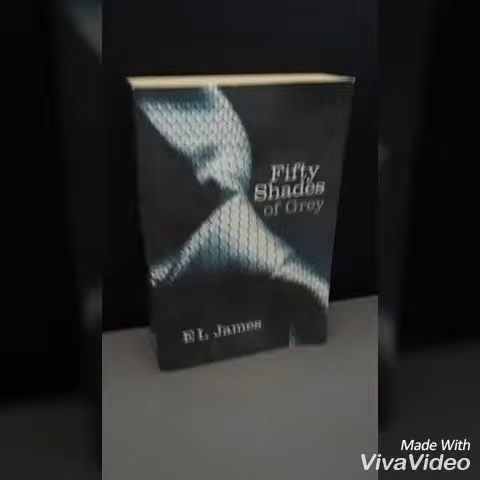 Fifty
Shades
of Grey
E L James
Made With
VivaVideo